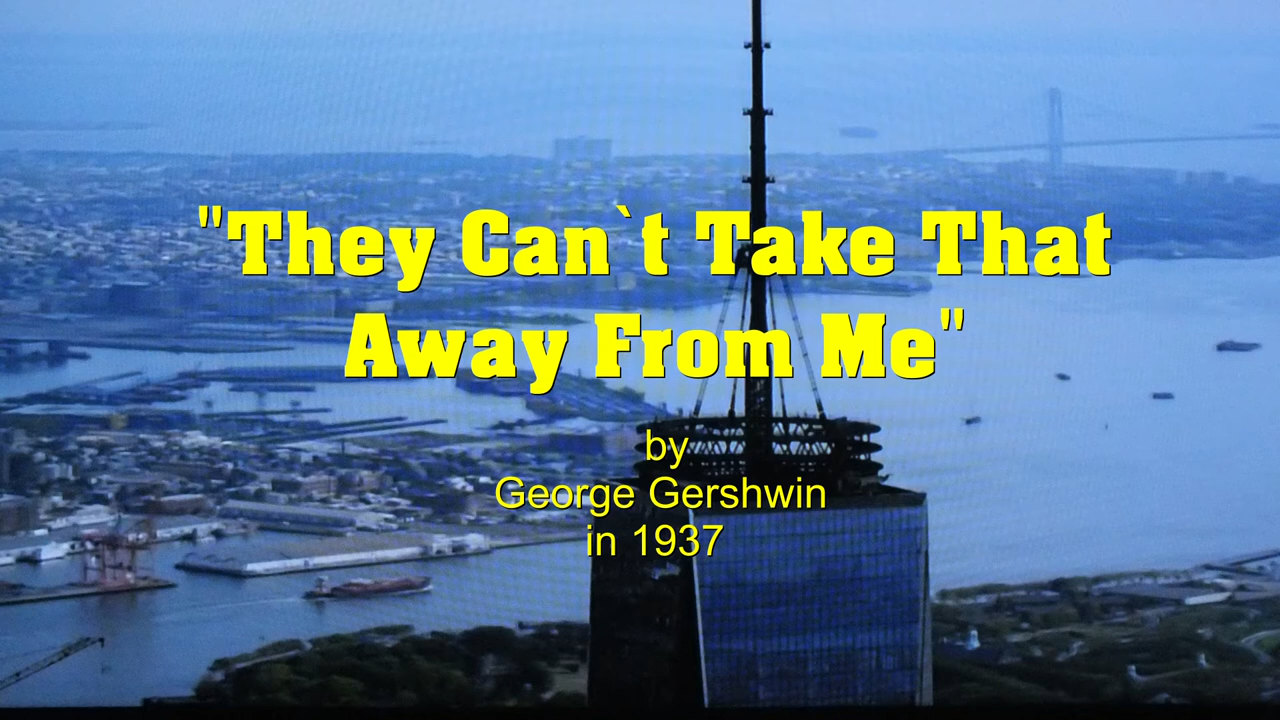 "They Can`t Take That
Away From Me"
by
George Gershwin
in 1937